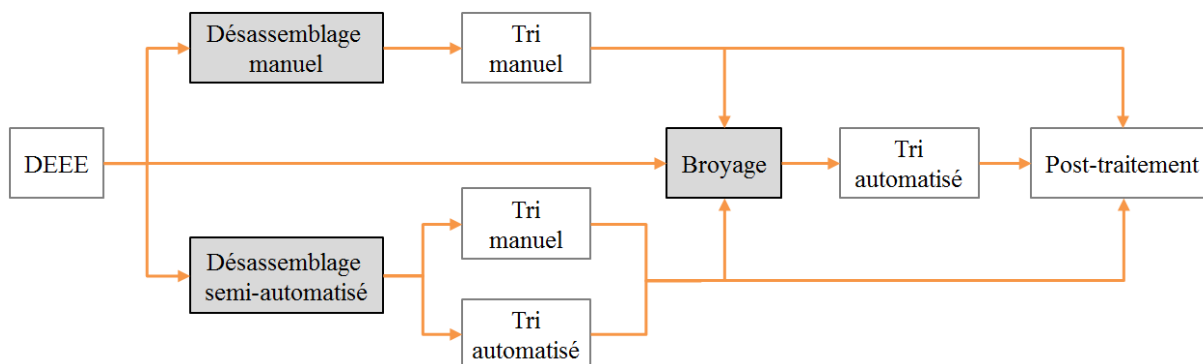 Désassemblage
manuel
Tri
manuel
DEEE
Broyage
Tri
automatisé
Post-traitement
Désassemblage
semi-automatisé
Tri
manuel
Tri
automatisé